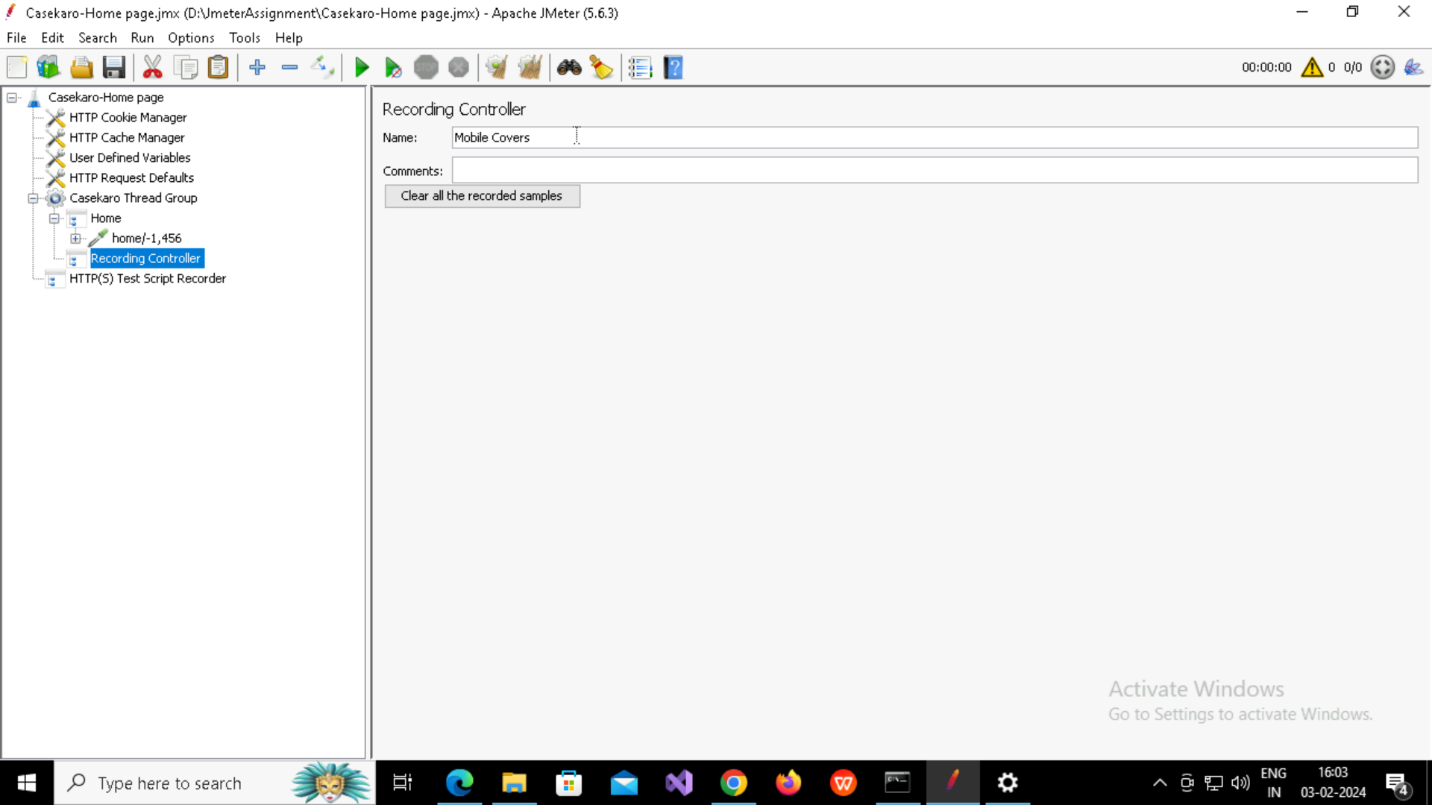 Casekaro-Home page.jmx (D:\JmeterAssignment\Casekaro-Home page.jmx) - Apache JMeter (5.6.3)
File Edit Search Run Options Tools Help
00:00:00 0 0/0
Casekaro-Home page
HTTP Cookie Manager
HTTP Cache Manager
User Defined Variables
HTTP Request Defaults
Casekaro Thread Group
Home
home/-1,456
Recording Controller
HTTP(S) Test Script Recorder
Recording Controller
Name: Mobile Covers
Comments:
Clear all the recorded samples
Activate Windows
Go to Settings to activate Windows.
Type here to search
ENG
IN
16:03
03-02-2024
4